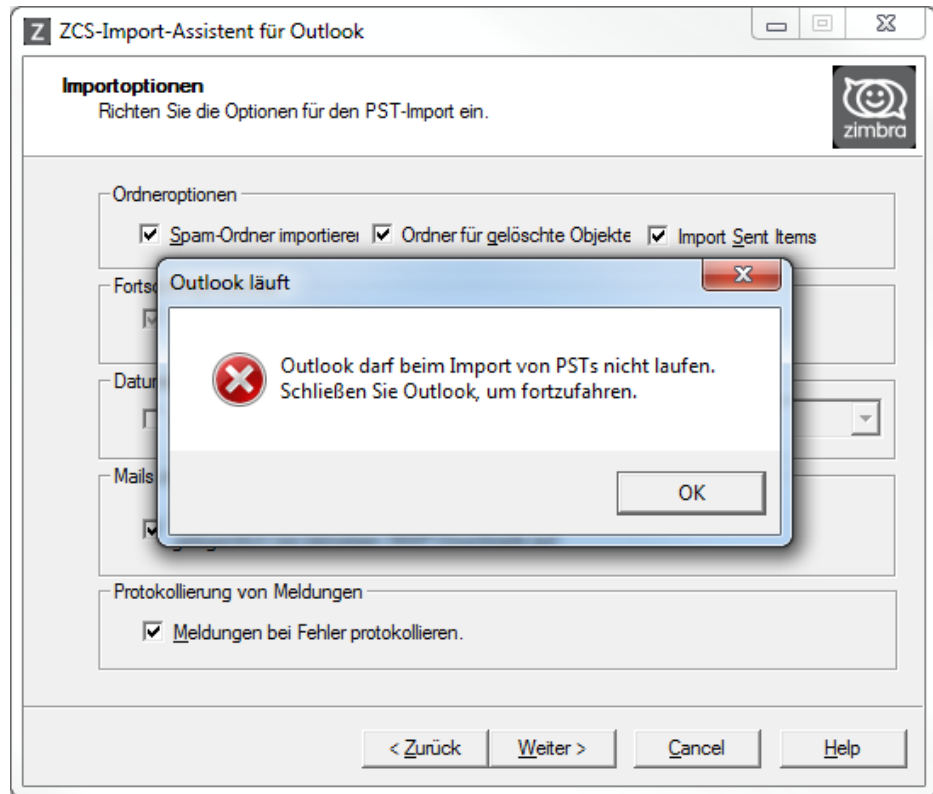 Z ZCS-Import-Assistent für Outlook
Importoptionen
Richten Sie die Optionen für den PST-Import ein.
zimbra
Ordneroptionen
Spam-Ordner importierei Ordner für gelöschte Objekte Import Sent Items
Outlook läuft
Outlook darf beim Import von PSTs nicht laufen.
Schließen Sie Outlook, um fortzufahren.
OK
Mails
Protokollierung von Meldungen
Meldungen bei Fehler protokollieren.
< Zurück Weiter > Cancel Help